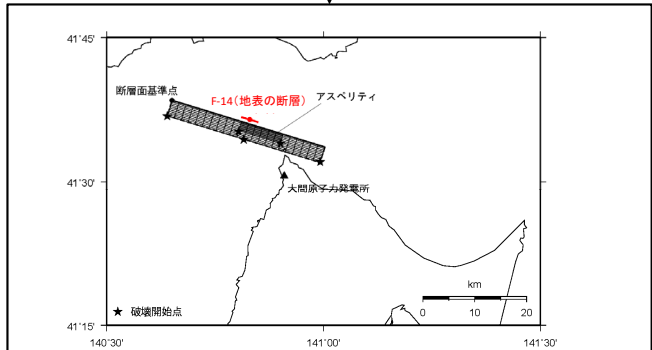 41°45'
断層面基準点
F-14(地表の断層)
アスペリティ
41°30'
大間原子力発電所
km
0 10 20
★ 破壊開始点
41°15'
140°30' 141°00' 141°30'